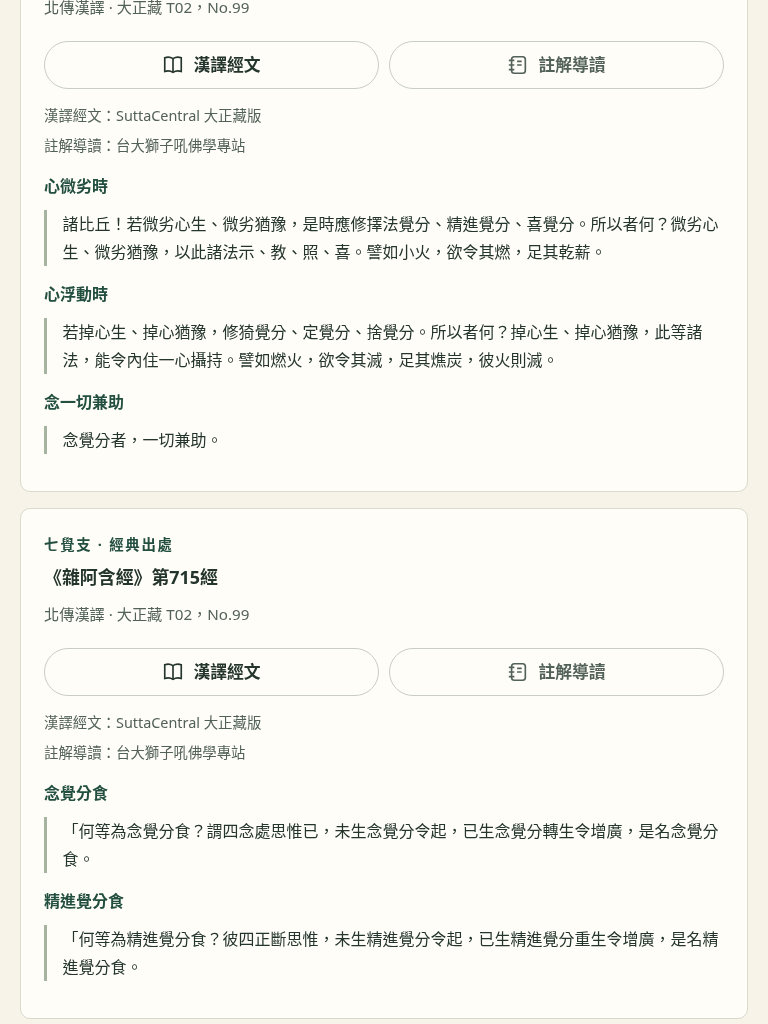 北傳漢譯 · 大正藏 T02，No.99
漢譯經文
註解導讀
漢譯經文：SuttaCentral 大正藏版
註解導讀：台大獅子吼佛學專站
心微劣時
諸比丘！若微劣心生、微劣猶豫，是時應修擇法覺分、精進覺分、喜覺分。所以者何？微劣心
生、微劣猶豫，以此諸法示、教、照、喜。譬如小火，欲令其燃，足其乾薪。
心浮動時
若掉心生、掉心猶豫，修猗覺分、定覺分、捨覺分。所以者何？掉心生、掉心猶豫，此等諸
法，能令內住一心攝持。譬如燃火，欲令其滅，足其燋炭，彼火則滅。
念一切兼助
念覺分者，一切兼助。
七覺支 · 經典出處
《雜阿含經》第715經
北傳漢譯 · 大正藏 T02，No.99
漢譯經文
註解導讀
漢譯經文：SuttaCentral 大正藏版
註解導讀：台大獅子吼佛學專站
念覺分食
「何等為念覺分食？謂四念處思惟已，未生念覺分令起，已生念覺分轉生令增廣，是名念覺分
食。
精進覺分食
「何等為精進覺分食？彼四正斷思惟，未生精進覺分令起，已生精進覺分重生令增廣，是名精
進覺分食。